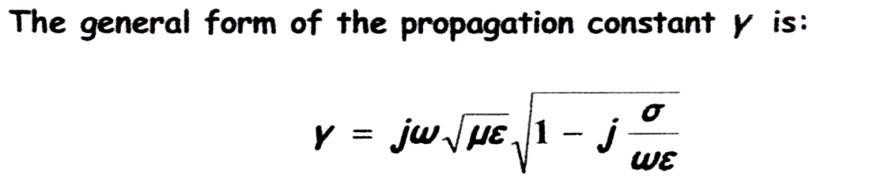 The general form of the propagation constant γ is:
γ = jω√με √1 - j σ/ωε